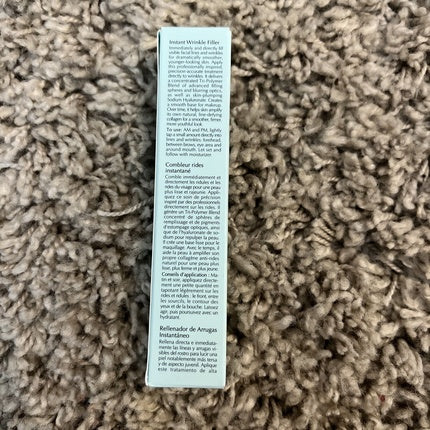 Instant Wrinkle Filler
Immediately and directly fill
visible facial lines and wrinkles
for dramatically smoother,
younger-looking skin. Apply
this professionally inspired,
precision-accurate treatment
directly to wrinkles. It delivers
a concentrated Tri-Polymer
Blend of advanced filling
spheres and blurring optics,
as well as skin-plumping
Sodium Hyaluronate. Creates
a smooth base for makeup.
Over time, it helps skin amplify
its own natural, line-defying
collagen for a smoother, firmer
more youthful look.
To use: AM and PM, lightly
tap a small amount directly into
lines and wrinkles: forehead,
between brows, eye area and
around mouth. Let set and
follow with moisturizer.
Combleur rides
instantané
Comble immédiatement et
directement les ridules et les
rides du visage pour une peau
plus lisse et rajeunie. Appli-
quez ce soin de précision
inspiré par des professionnels
directement sur les rides. Il
génère un Tri-Polymer Blend
concentré de sphères de
remplissage et de pigments
d'estompage optiques, ainsi
que de l'hyaluronate de so-
dium pour repulper la peau.
Il crée une base lisse pour le
maquillage. Avec le temps, il
aide la peau à amplifier son
propre collagène anti-rides
naturel pour une peau plus
lisse, plus ferme et plus jeune.
Conseils d'application : Ma-
tin et soir, appliquez directe-
ment une petite quantité en
tapotant légèrement sur les
rides et ridules : le front, entre
les sourcils, le contour des
yeux et de la bouche. Laissez
agir, puis poursuivez avec un
hydratant.
Rellenador de Arrugas
Instantáneo
Rellena directa e inmediata-
mente las líneas y arrugas vi-
sibles del rostro para lucir una
piel notablemente más tersa
y de aspecto juvenil. Aplique
este tratamiento de alta